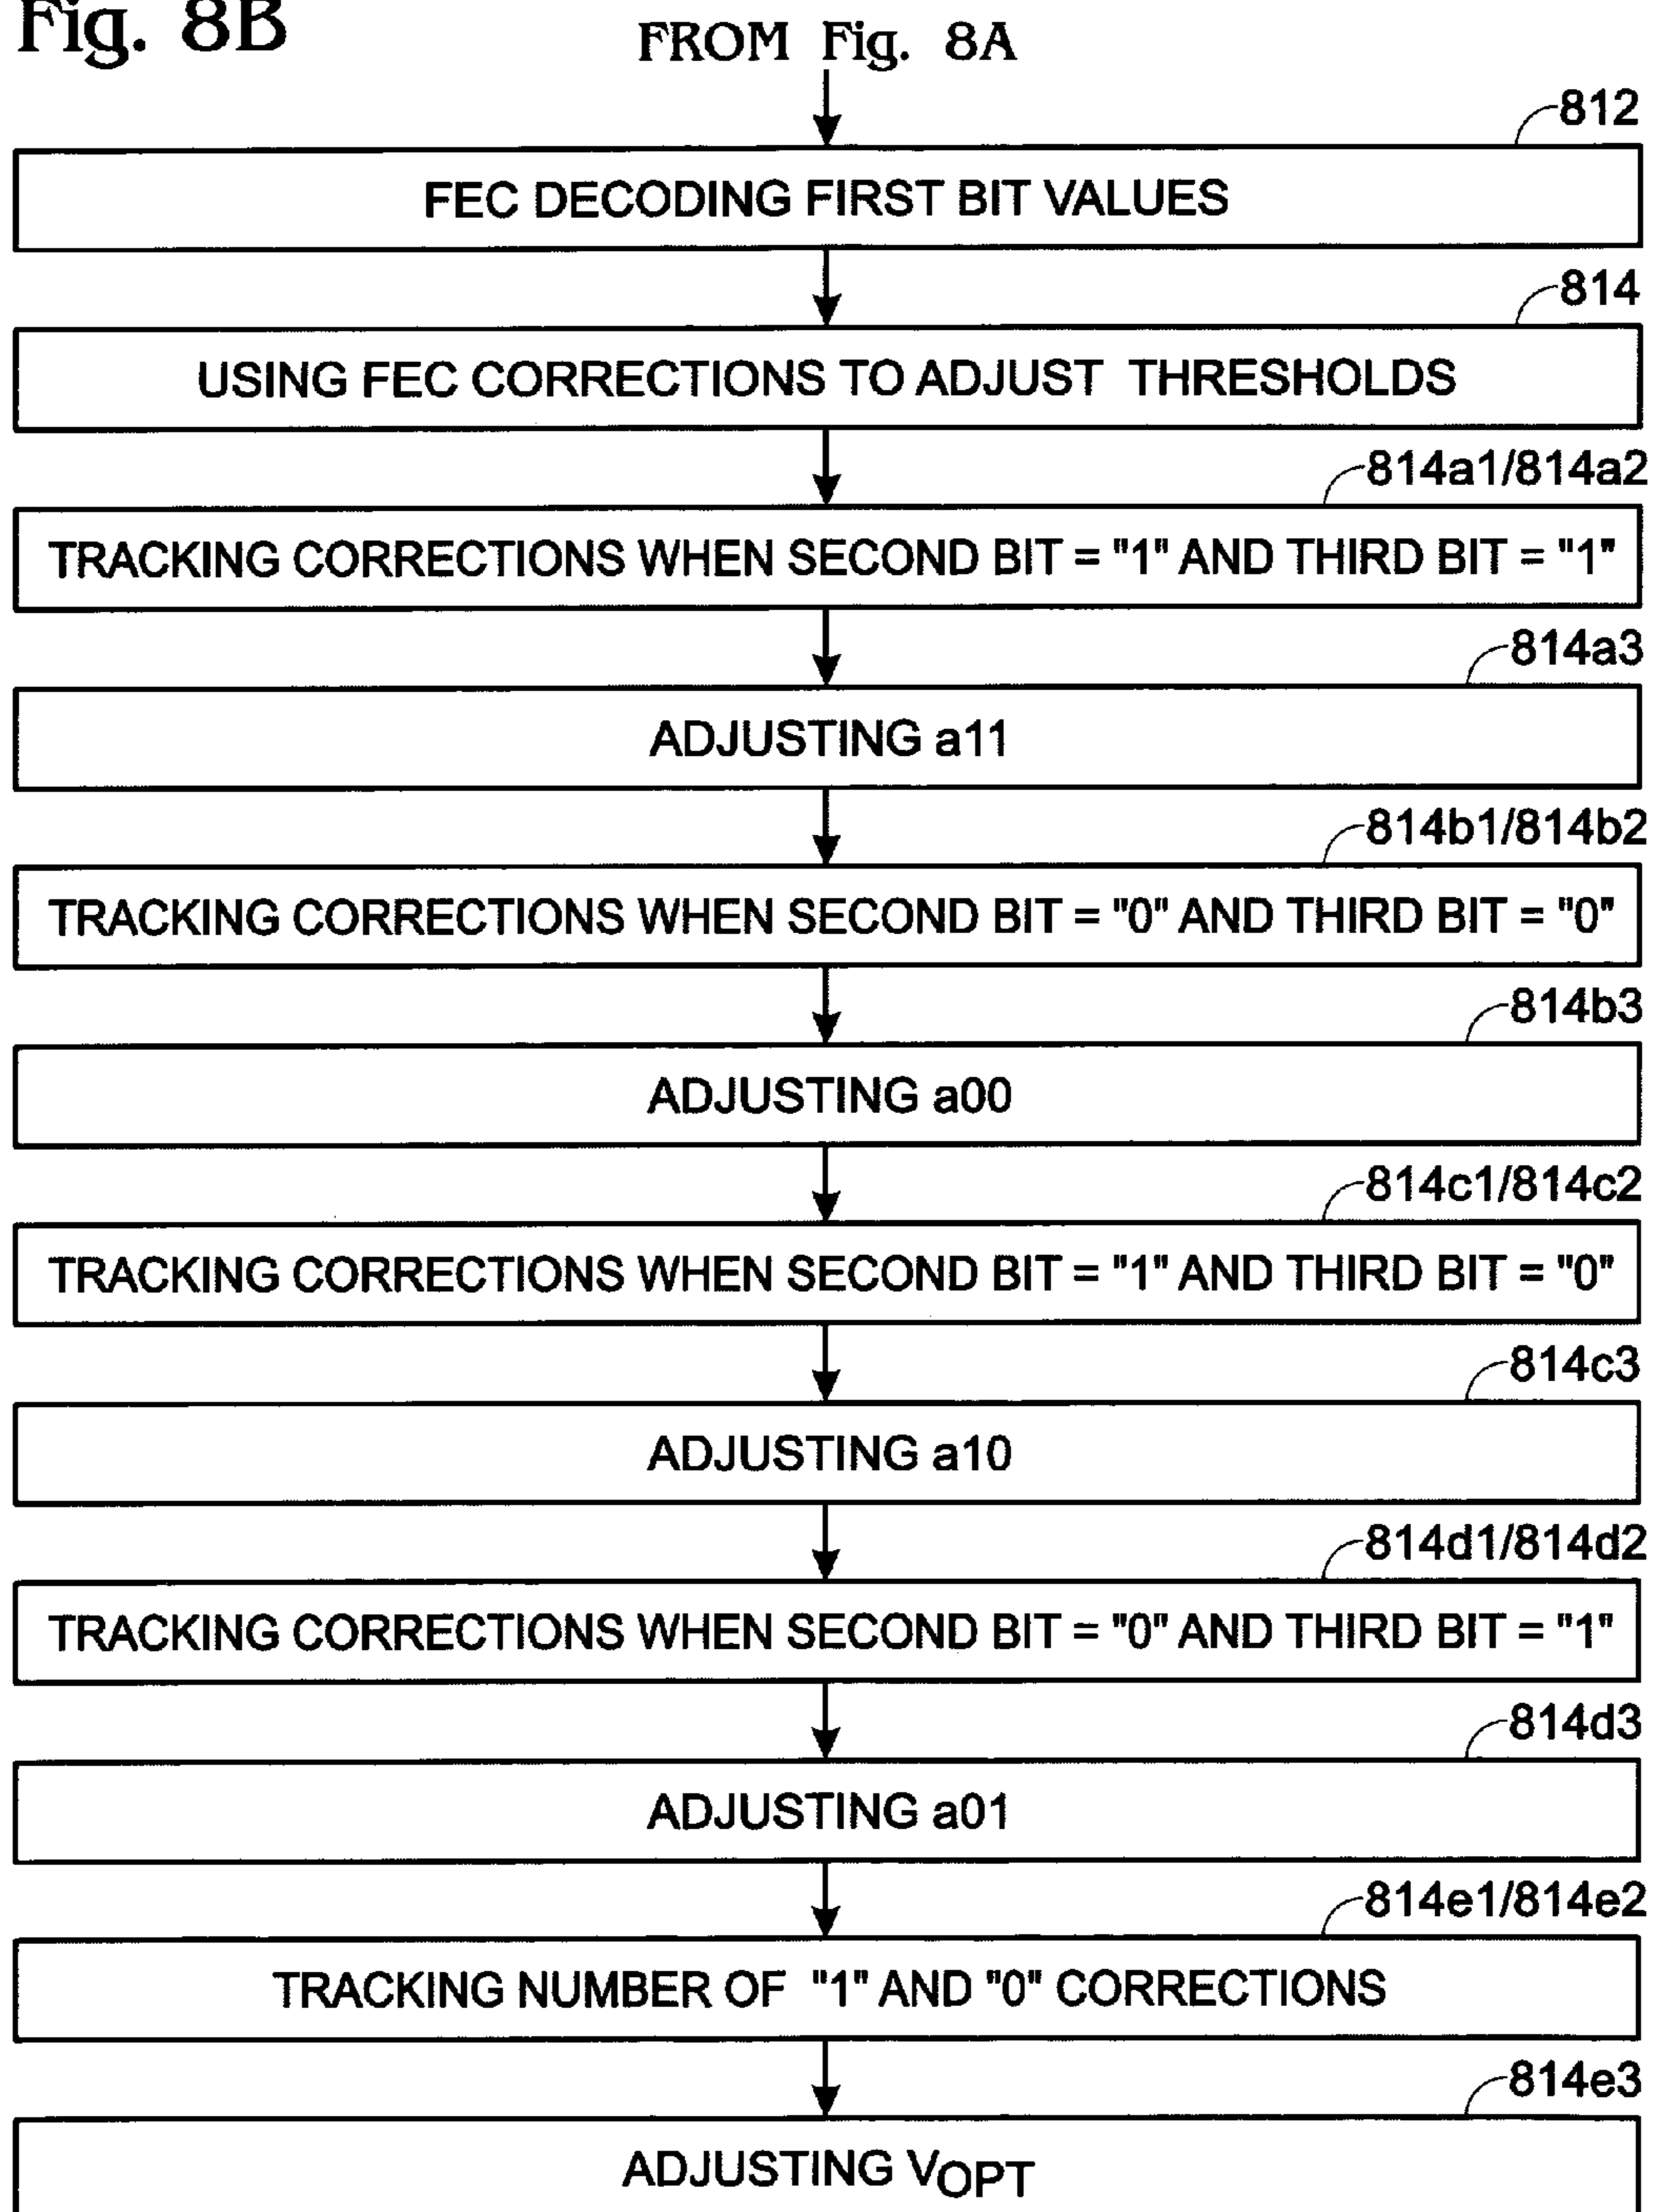 Fig. 8B
FROM Fig. 8A
812
FEC DECODING FIRST BIT VALUES
814
USING FEC CORRECTIONS TO ADJUST THRESHOLDS
814a1/814a2
TRACKING CORRECTIONS WHEN SECOND BIT = "1" AND THIRD BIT = "1"
814a3
ADJUSTING a11
814b1/814b2
TRACKING CORRECTIONS WHEN SECOND BIT = "0" AND THIRD BIT = "0"
814b3
ADJUSTING a00
814c1/814c2
TRACKING CORRECTIONS WHEN SECOND BIT = "1" AND THIRD BIT = "0"
814c3
ADJUSTING a10
814d1/814d2
TRACKING CORRECTIONS WHEN SECOND BIT = "0" AND THIRD BIT = "1"
814d3
ADJUSTING a01
814e1/814e2
TRACKING NUMBER OF "1" AND "0" CORRECTIONS
814e3
ADJUSTING VOPT